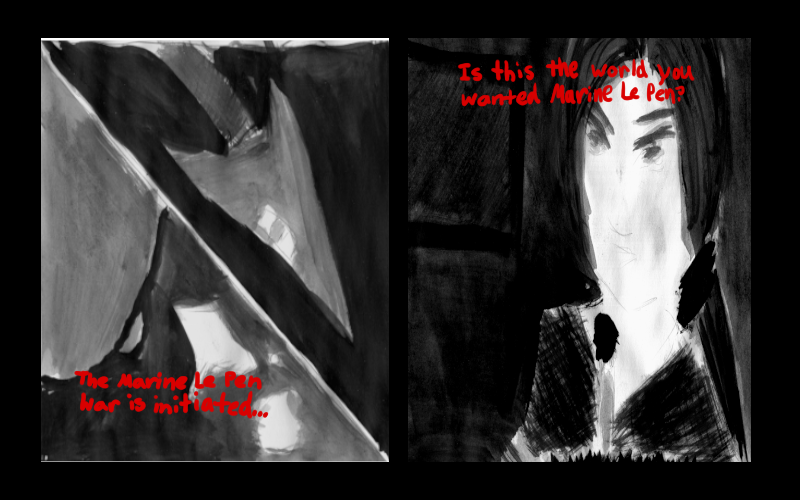 The Marine Le Pen
War is initiated...
Is this the world you
wanted Marine Le Pen?